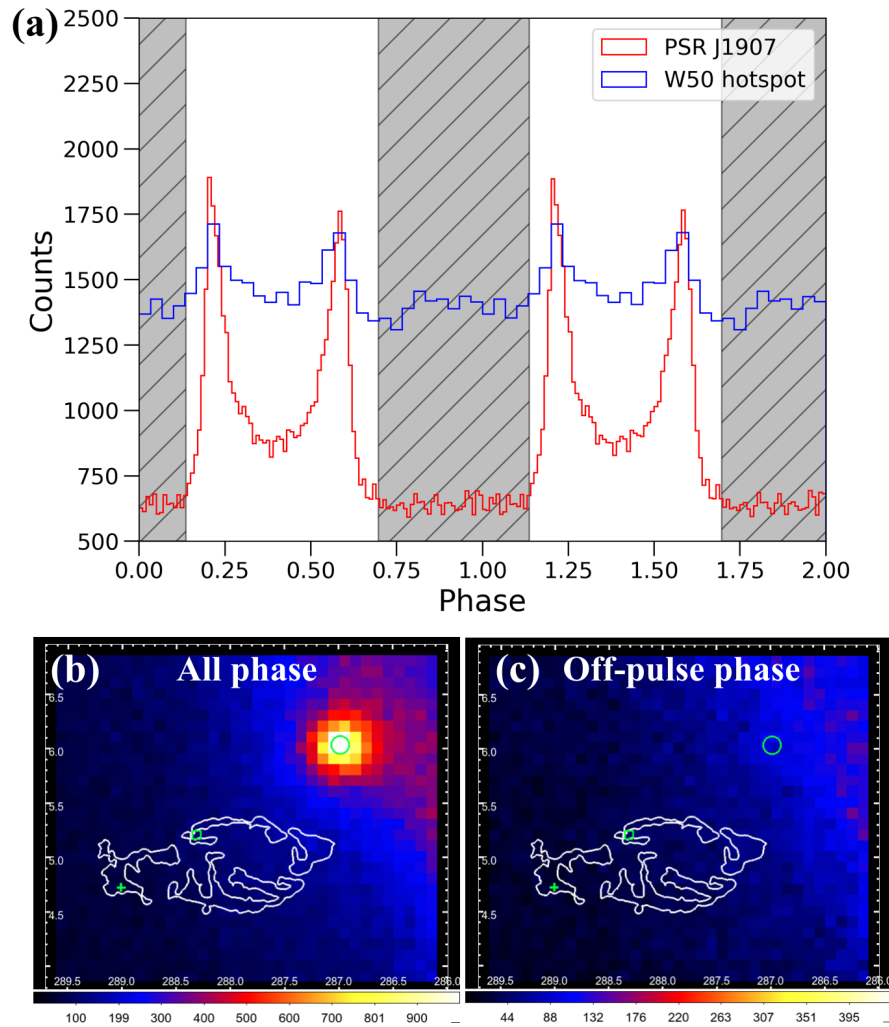 (a)
2500
2250
2000
1750
1500
1250
1000
750
500
Counts
PSR J1907
W50 hotspot
0.00 0.25 0.50 0.75 1.00 1.25 1.50 1.75 2.00
Phase
(b) All phase
6.5
6.0
5.5
5.0
4.5
289.5 289.0 288.5 288.0 287.5 287.0 286.5 286.0
100 199 300 400 500 600 700 801 900
(c) Off-pulse phase
6.5
6.0
5.5
5.0
4.5
289.5 289.0 288.5 288.0 287.5 287.0 286.5 286.0
44 88 132 176 220 263 307 351 395